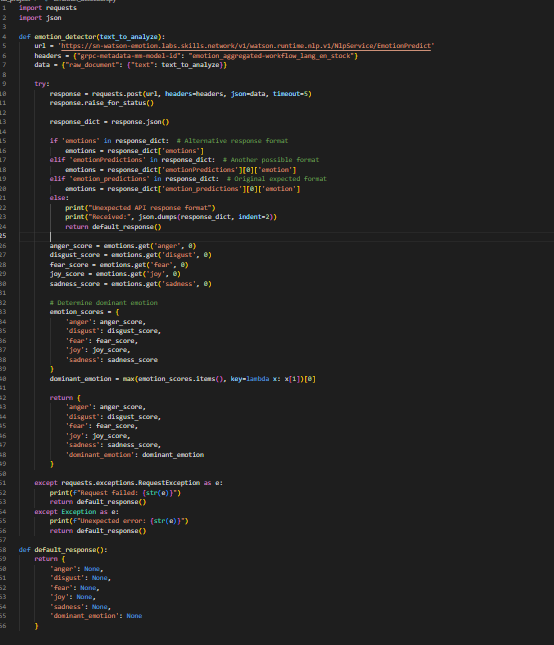 1 import requests
2 import json
3
4 def emotion_detector(text_to_analyze):
5 url = 'https://sn-watson-emotion.labs.skills.network/v1/watson.runtime.nlp.v1/NlpService/EmotionPredict'
6 headers = {"grpc-metadata-mm-model-id": "emotion_aggregated-workflow_lang_en_stock"}
7 data = {"raw_document": {"text": text_to_analyze}}
8
9 try:
10 response = requests.post(url, headers=headers, json=data, timeout=5)
11 response.raise_for_status()
12
13 response_dict = response.json()
14
15 if 'emotions' in response_dict: # Alternative response format
16 emotions = response_dict['emotions']
17 elif 'emotionPredictions' in response_dict: # Another possible format
18 emotions = response_dict['emotionPredictions'][0]['emotion']
19 elif 'emotion_predictions' in response_dict: # Original expected format
20 emotions = response_dict['emotion_predictions'][0]['emotion']
21 else:
22 print("Unexpected API response format")
23 print("Received:", json.dumps(response_dict, indent=2))
24 return default_response()
25
26 anger_score = emotions.get('anger', 0)
27 disgust_score = emotions.get('disgust', 0)
28 fear_score = emotions.get('fear', 0)
29 joy_score = emotions.get('joy', 0)
30 sadness_score = emotions.get('sadness', 0)
31
32 # Determine dominant emotion
33 emotion_scores = {
34 'anger': anger_score,
35 'disgust': disgust_score,
36 'fear': fear_score,
37 'joy': joy_score,
38 'sadness': sadness_score
39 }
40 dominant_emotion = max(emotion_scores.items(), key=lambda x: x[1])[0]
41
42 return {
43 'anger': anger_score,
44 'disgust': disgust_score,
45 'fear': fear_score,
46 'joy': joy_score,
47 'sadness': sadness_score,
48 'dominant_emotion': dominant_emotion
49 }
50
51 except requests.exceptions.RequestException as e:
52 print(f"Request failed: {str(e)}")
53 return default_response()
54 except Exception as e:
55 print(f"Unexpected error: {str(e)}")
56 return default_response()
57
58 def default_response():
59 return {
60 'anger': None,
61 'disgust': None,
62 'fear': None,
63 'joy': None,
64 'sadness': None,
65 'dominant_emotion': None
66 }